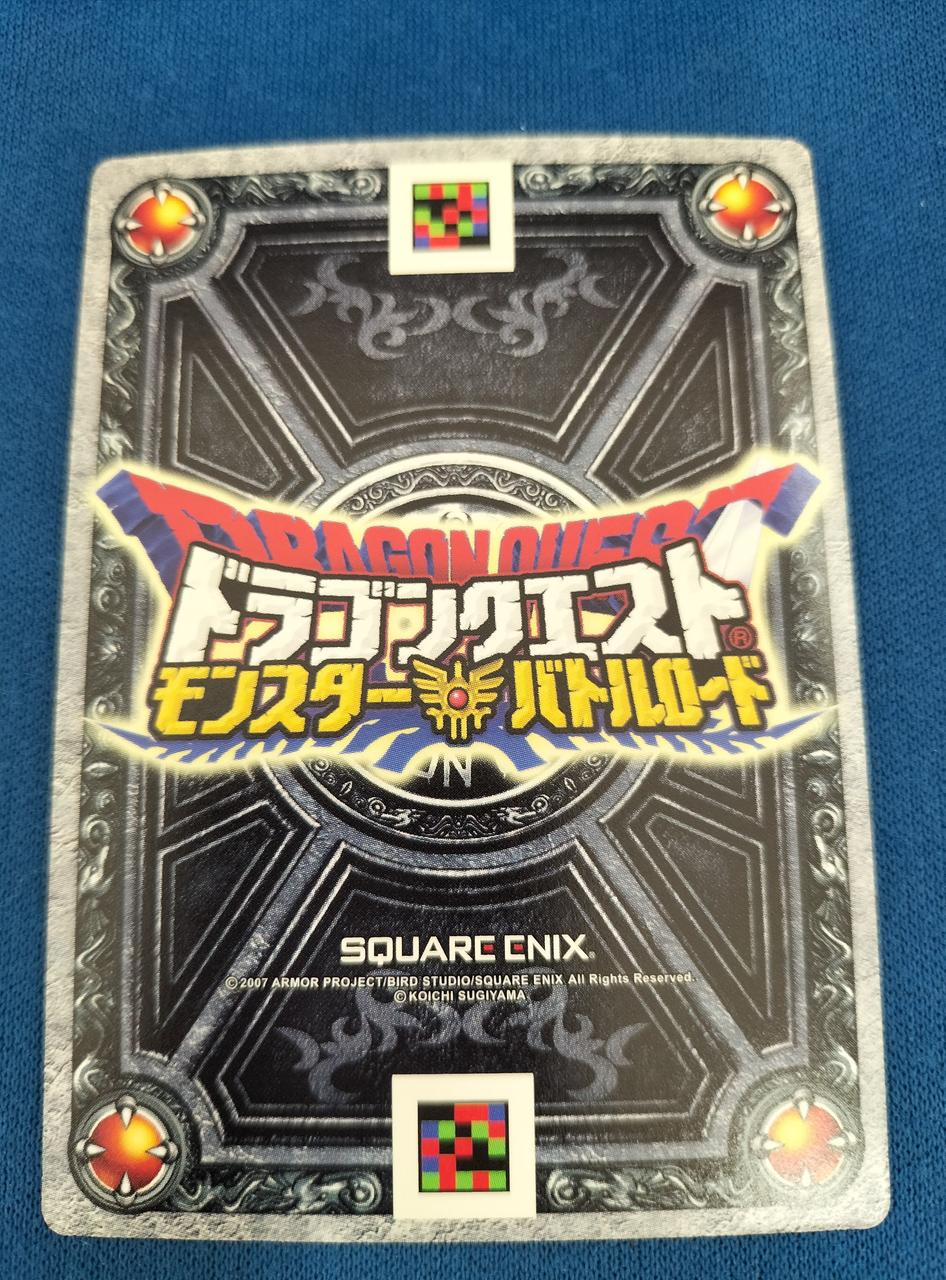 DRAGON QUEST
ドラゴンクエスト®
モンスターバトルロード
SQUARE ENIX®
©2007 ARMOR PROJECT/BIRD STUDIO/SQUARE ENIX All Rights Reserved.
© KOICHI SUGIYAMA